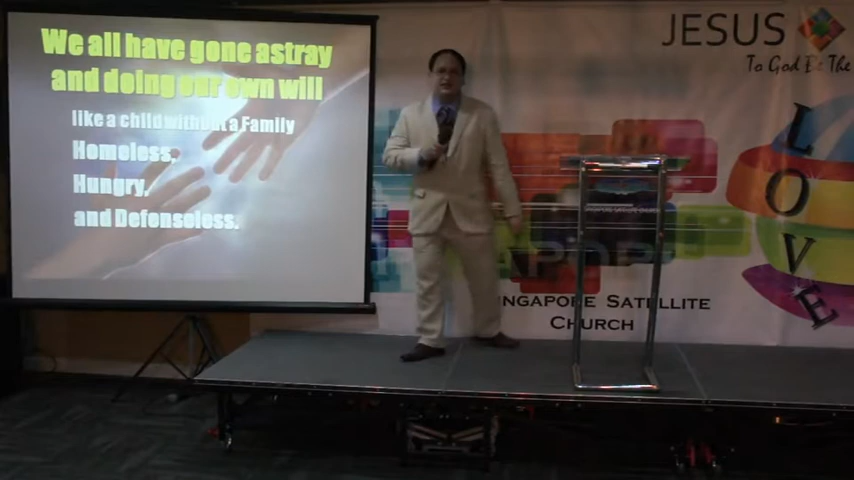 We all have gone astray
and doing our own will
like a child without a Family
Homeless,
Hungry,
and Defenseless.
JESUS
To God Be The
LOVE
SINGAPORE SATELLITE
CHURCH